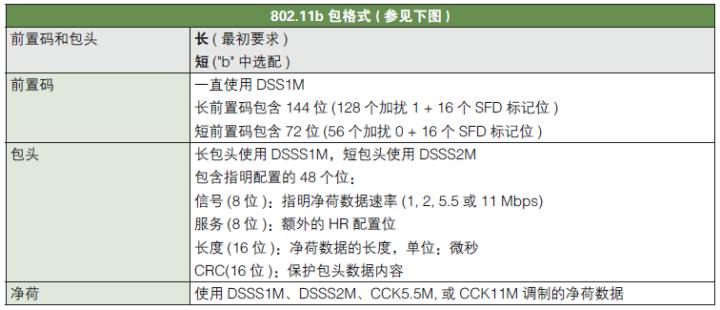 802.11b 包格式 ( 参见下图 )
前置码和包头
长 ( 最初要求 )
短 ("b" 中选配 )
前置码
一直使用 DSS1M
长前置码包含 144 位 (128 个加扰 1 + 16 个 SFD 标记位 )
短前置码包含 72 位 (56 个加扰 0 + 16 个 SFD 标记位 )
包头
长包头使用 DSSS1M，短包头使用 DSSS2M
包含指明配置的 48 个位：
信号 (8 位 )：指明净荷数据速率 (1, 2, 5.5 或 11 Mbps)
服务 (8 位 )：额外的 HR 配置位
长度 (16 位 )：净荷数据的长度，单位：微秒
CRC(16 位 )：保护包头数据内容
净荷
使用 DSSS1M、DSSS2M、CCK5.5M, 或 CCK11M 调制的净荷数据